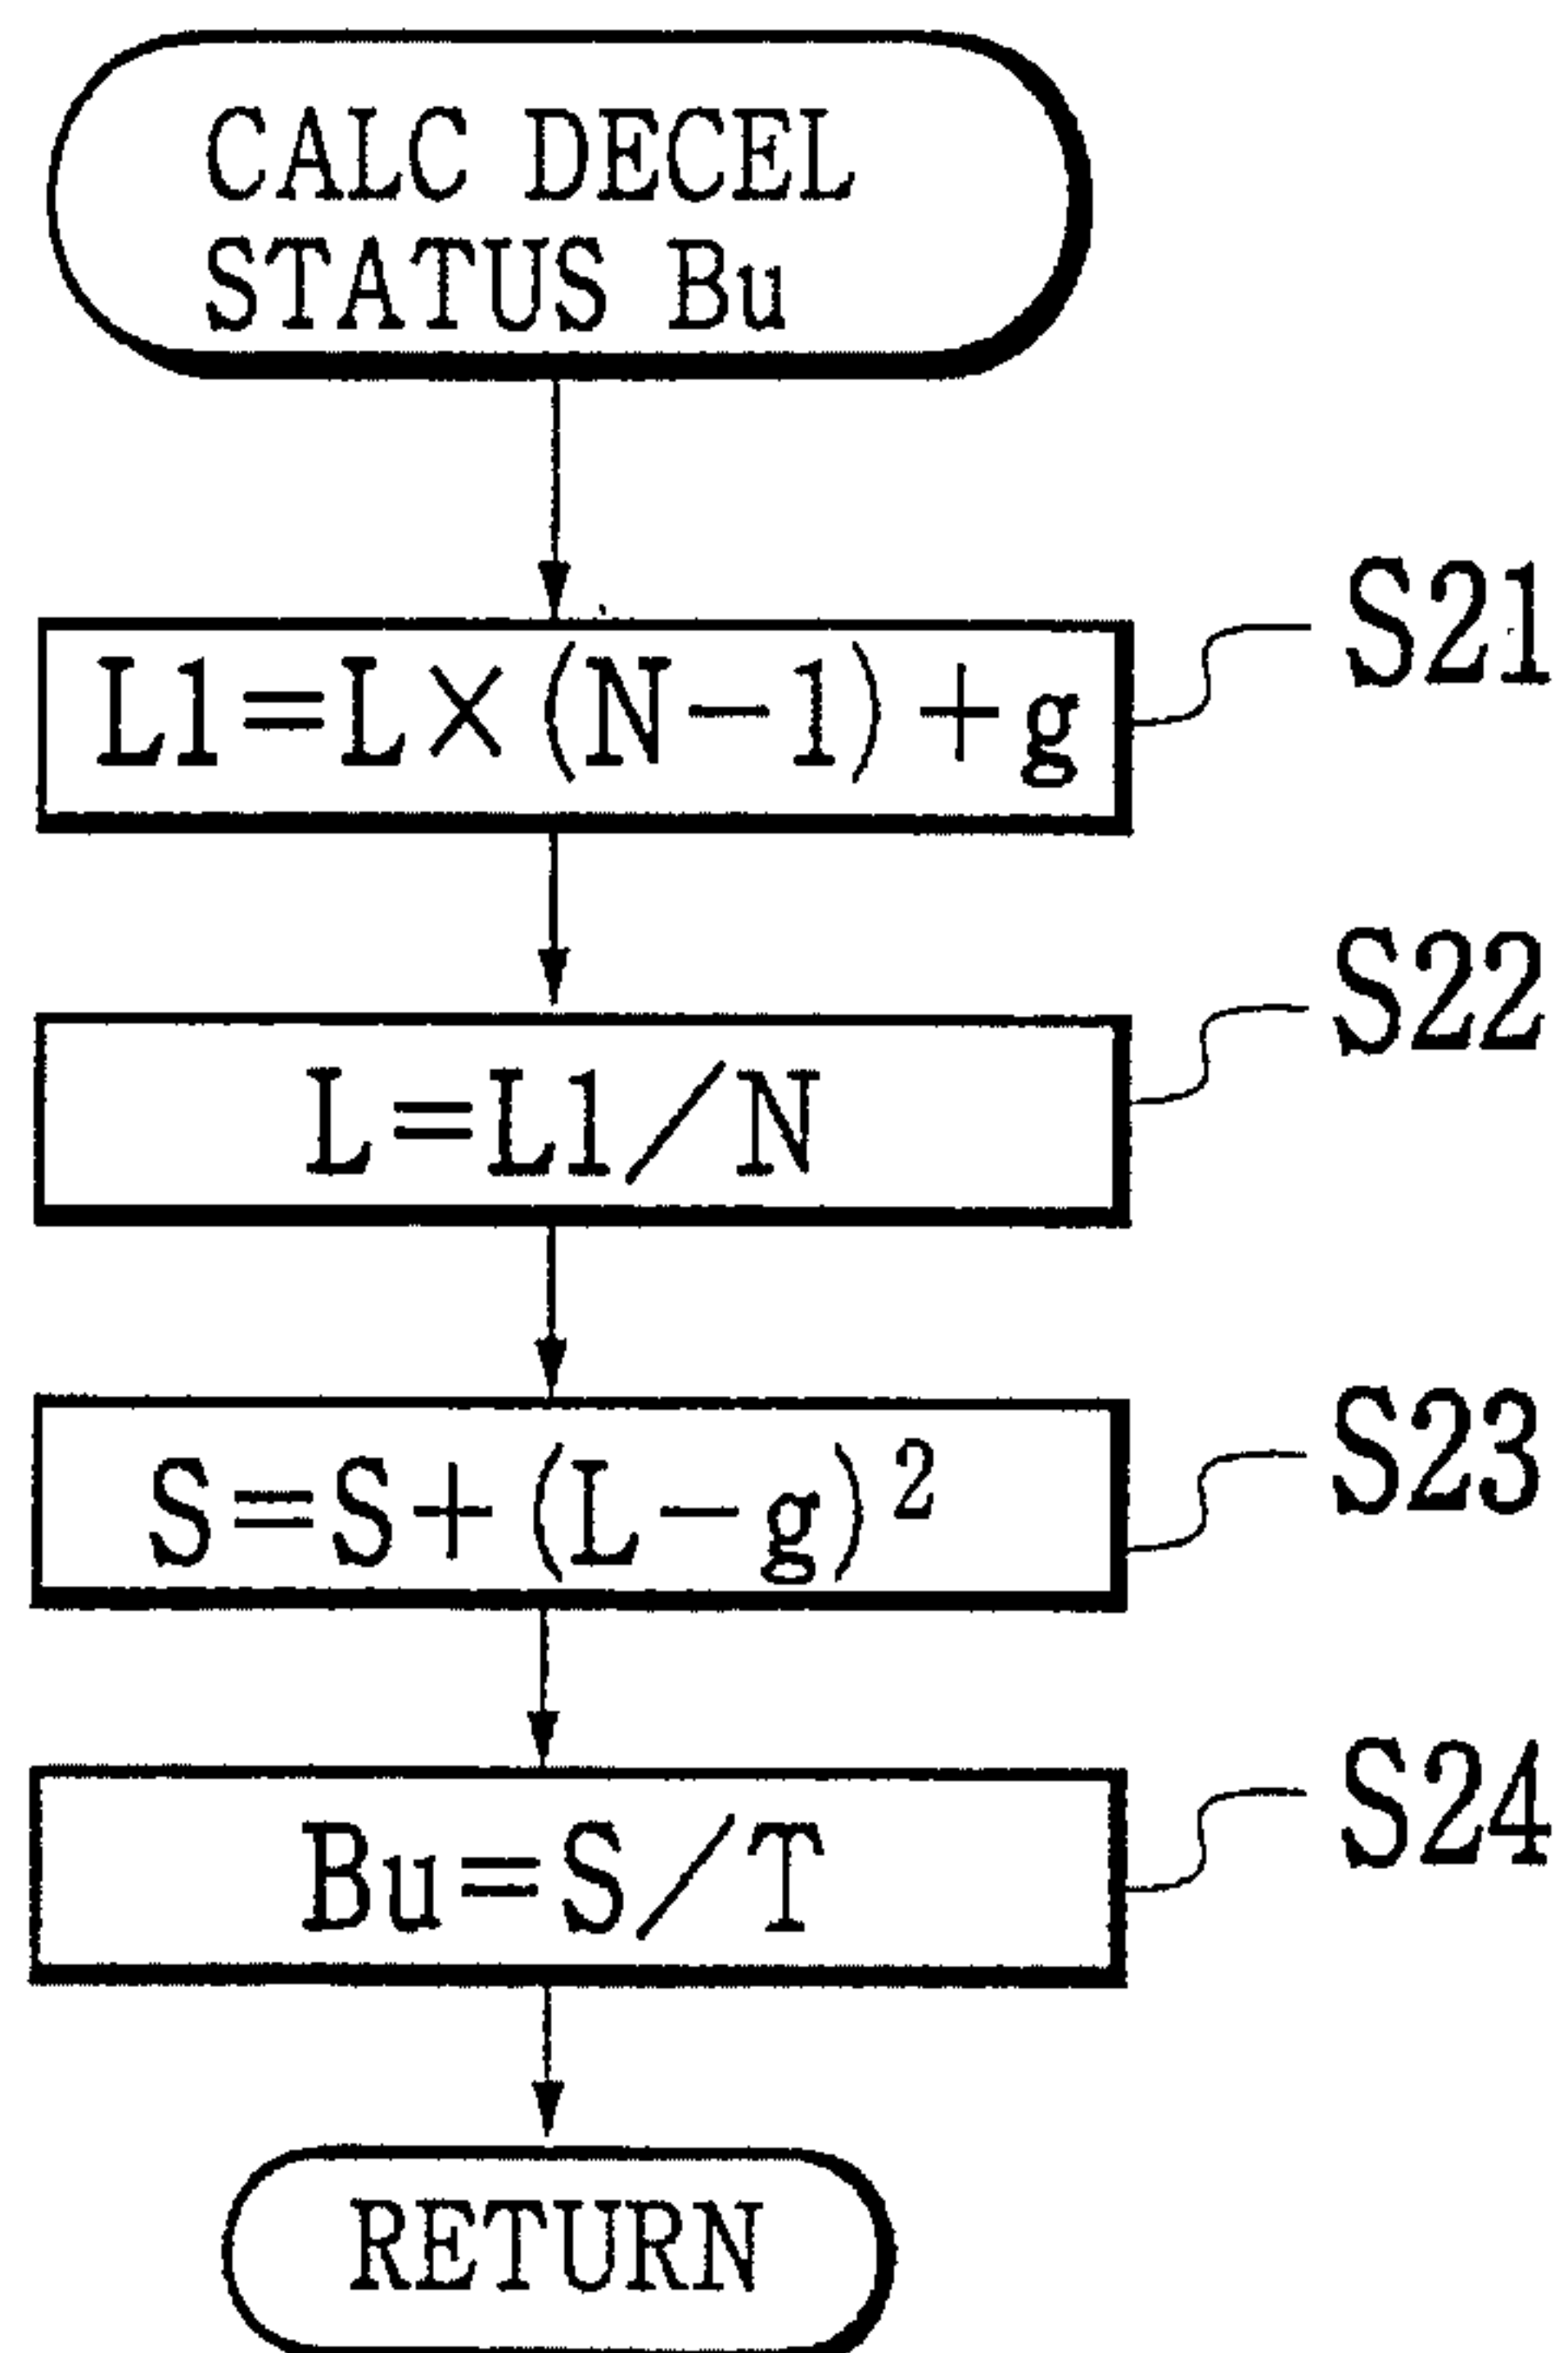 CALC DECEL
STATUS Bu
S21
L1=L×(N-1)+g
S22
L=L1/N
S23
S=S+(L-g)²
S24
Bu=S/T
RETURN